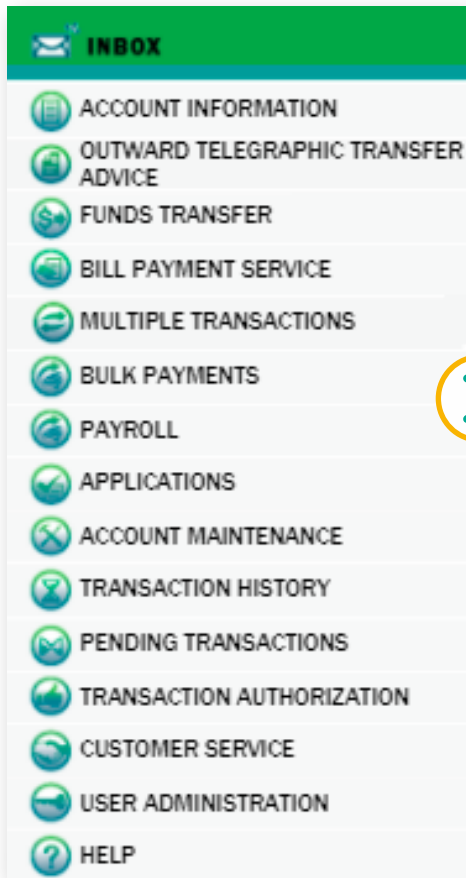 INBOX
ACCOUNT INFORMATION
OUTWARD TELEGRAPHIC TRANSFER
ADVICE
FUNDS TRANSFER
BILL PAYMENT SERVICE
MULTIPLE TRANSACTIONS
BULK PAYMENTS
PAYROLL
APPLICATIONS
ACCOUNT MAINTENANCE
TRANSACTION HISTORY
PENDING TRANSACTIONS
TRANSACTION AUTHORIZATION
CUSTOMER SERVICE
USER ADMINISTRATION
HELP